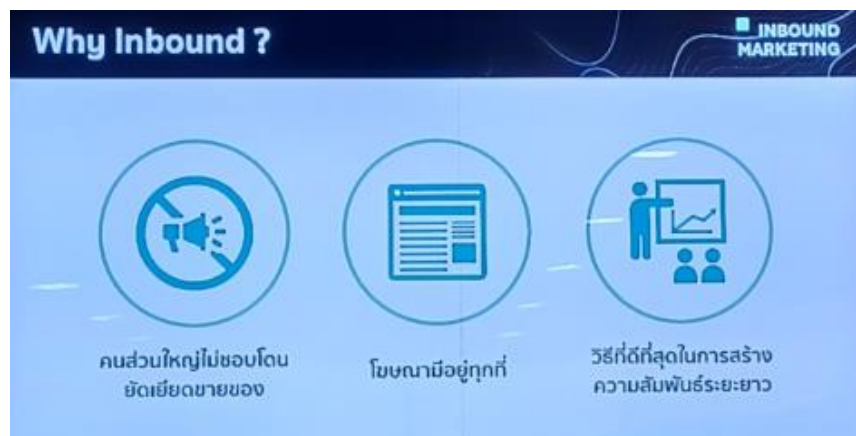 Why Inbound ?
INBOUND
MARKETING
คนส่วนใหญ่ไม่ชอบโดน
ยัดเยียดขายของ
โฆษณามีอยู่ทุกที่
วิธีที่ดีที่สุดในการสร้าง
ความสัมพันธ์ระยะยาว